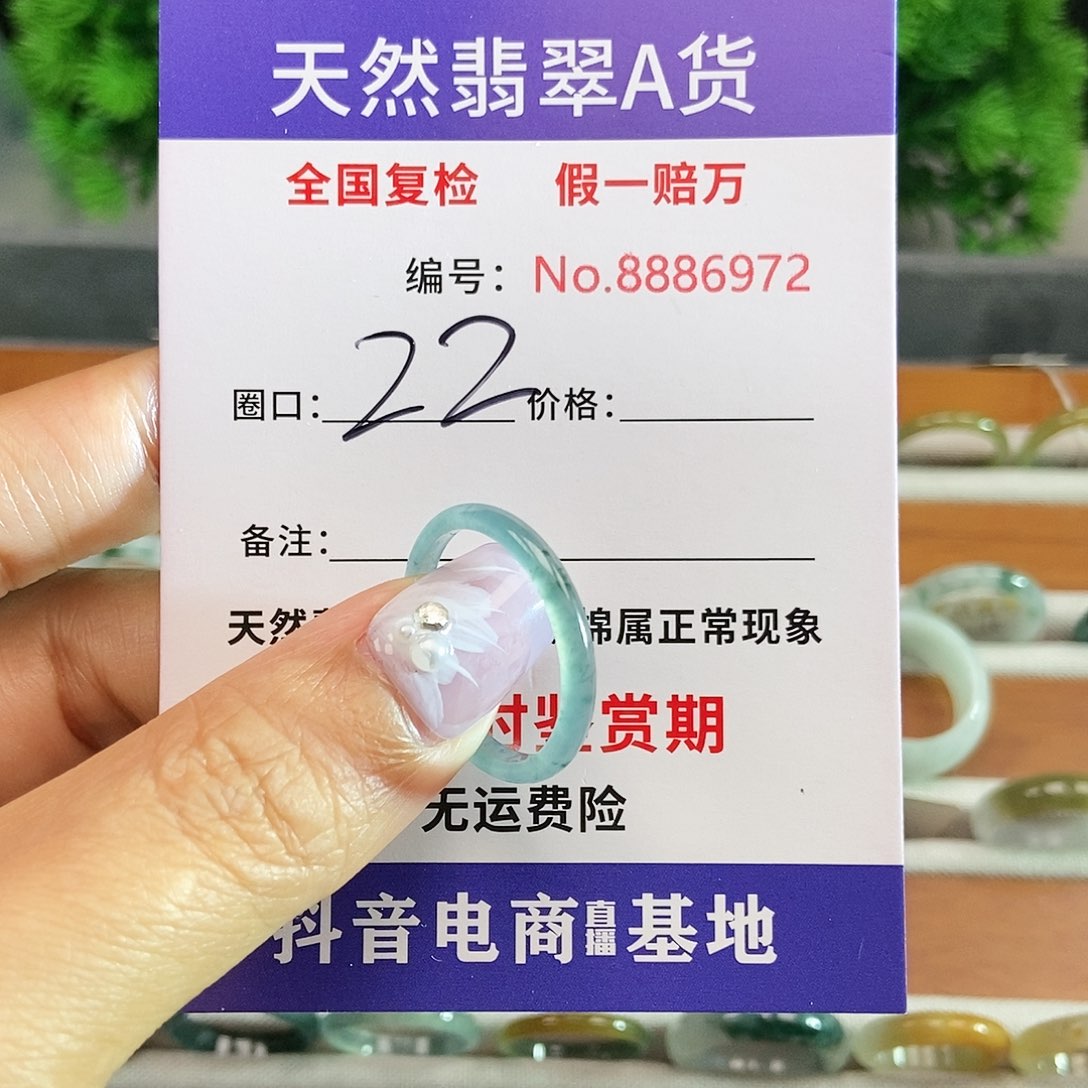 天然翡翠A货
全国复检 假一赔万
编号：No.8886972
圈口：22 价格：
备注：
天然 棉属正常现象
时鉴赏期
无运费险
抖音电商直播基地